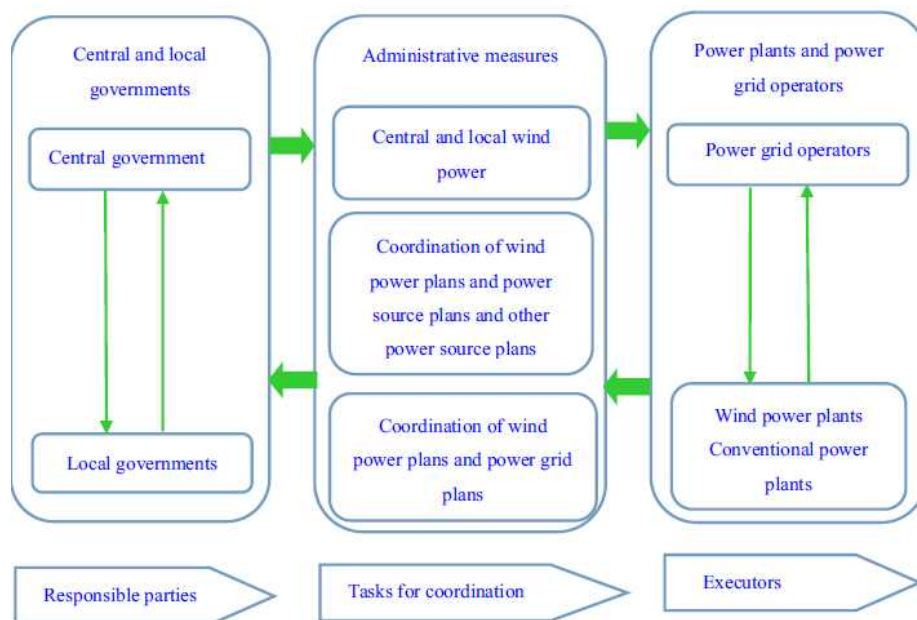 Central and local
governments
Central government
Local governments
Administrative measures
Central and local wind
power
Coordination of wind
power plans and power
source plans and other
power source plans
Coordination of wind
power plans and power grid
plans
Power plants and power
grid operators
Power grid operators
Wind power plants
Conventional power
plants
Responsible parties
Tasks for coordination
Executors